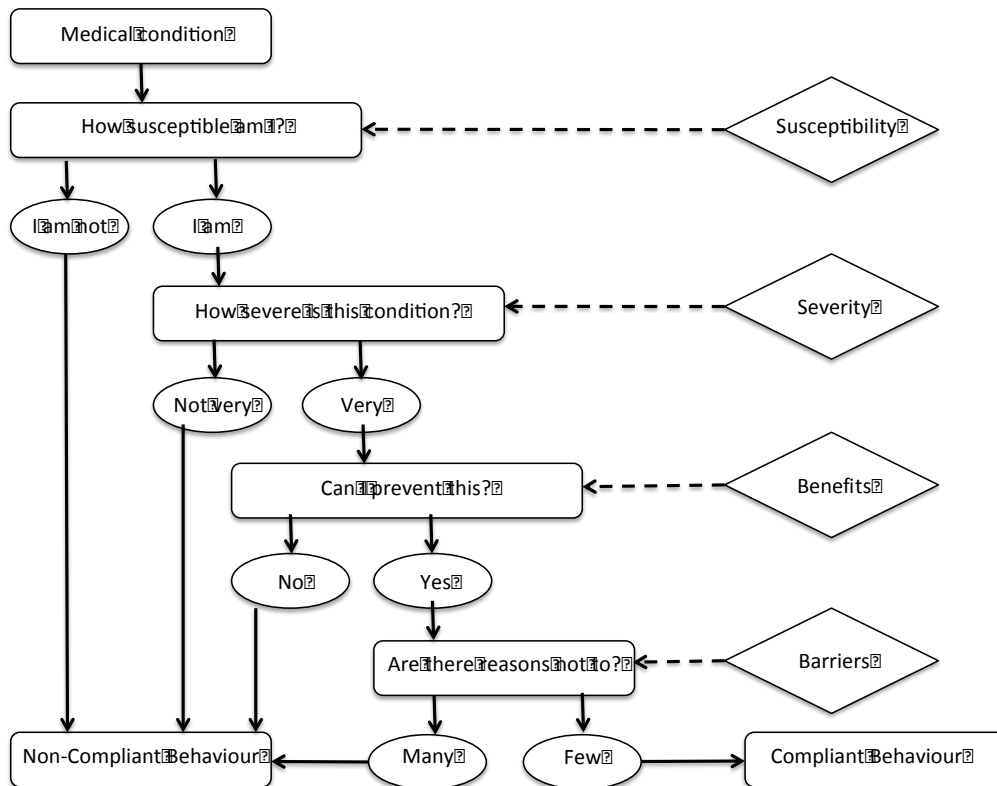 Medical condition
How susceptible am I?
Susceptibility
I am not
I am
How severe is this condition?
Severity
Not very
Very
Can I prevent this?
Benefits
No
Yes
Are there reasons not to?
Barriers
Non-Compliant Behaviour
Many
Few
Compliant Behaviour